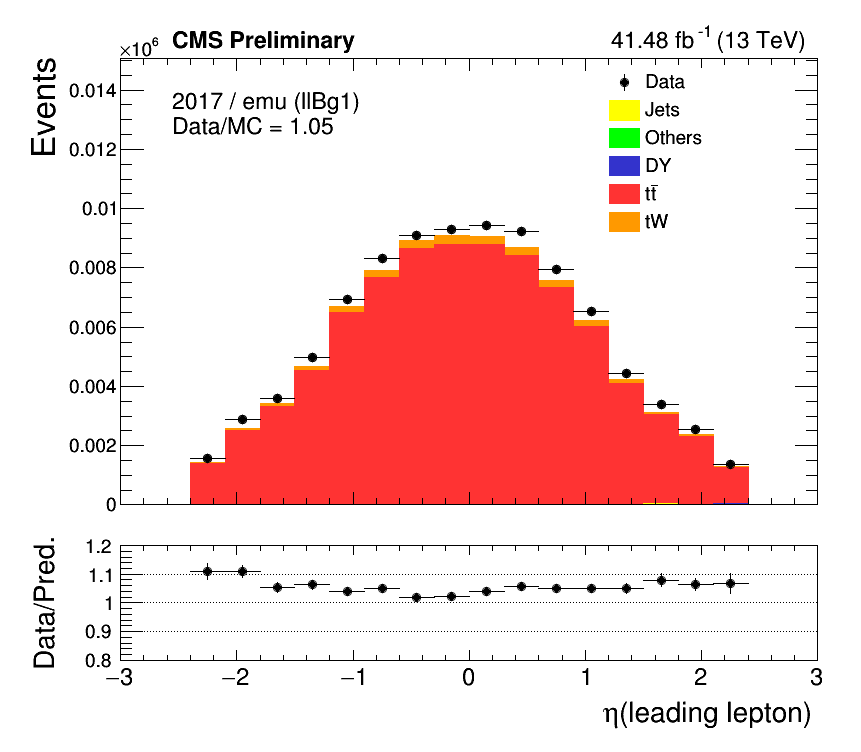 ×10⁶ CMS Preliminary 41.48 fb⁻¹ (13 TeV)
Events
2017 / emu (llBg1)
Data/MC = 1.05
Data
Jets
Others
DY
tt̄
tW
0.014
0.012
0.01
0.008
0.006
0.004
0.002
0
Data/Pred.
1.2
1.1
1
0.9
0.8
−3 −2 −1 0 1 2 3
η(leading lepton)